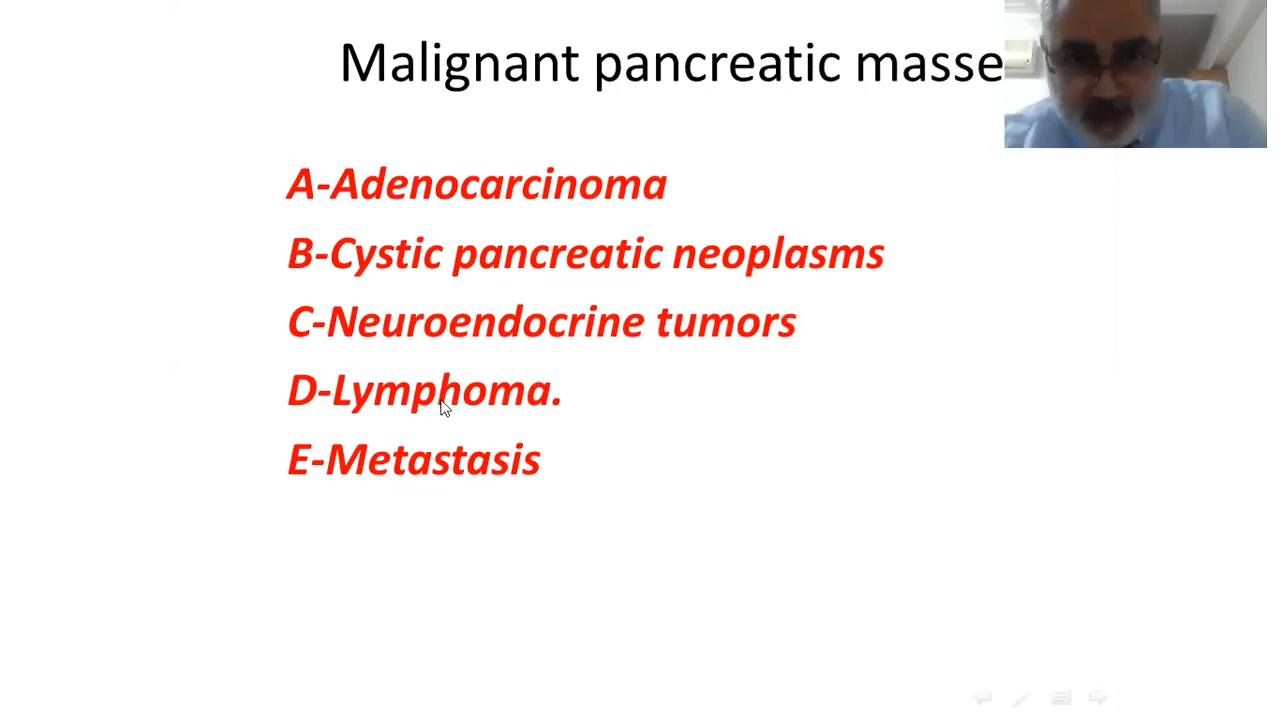 Malignant pancreatic masse
A-Adenocarcinoma
B-Cystic pancreatic neoplasms
C-Neuroendocrine tumors
D-Lymphoma.
E-Metastasis